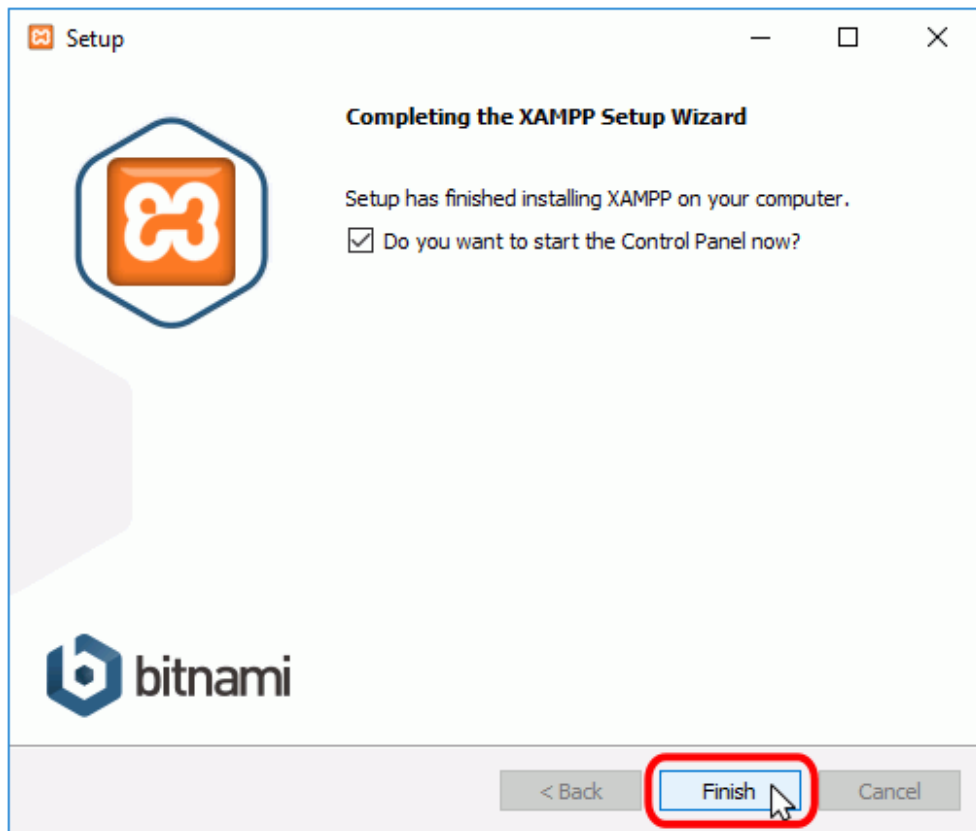 Setup
Completing the XAMPP Setup Wizard
Setup has finished installing XAMPP on your computer.
Do you want to start the Control Panel now?
bitnami
< Back
Finish
Cancel